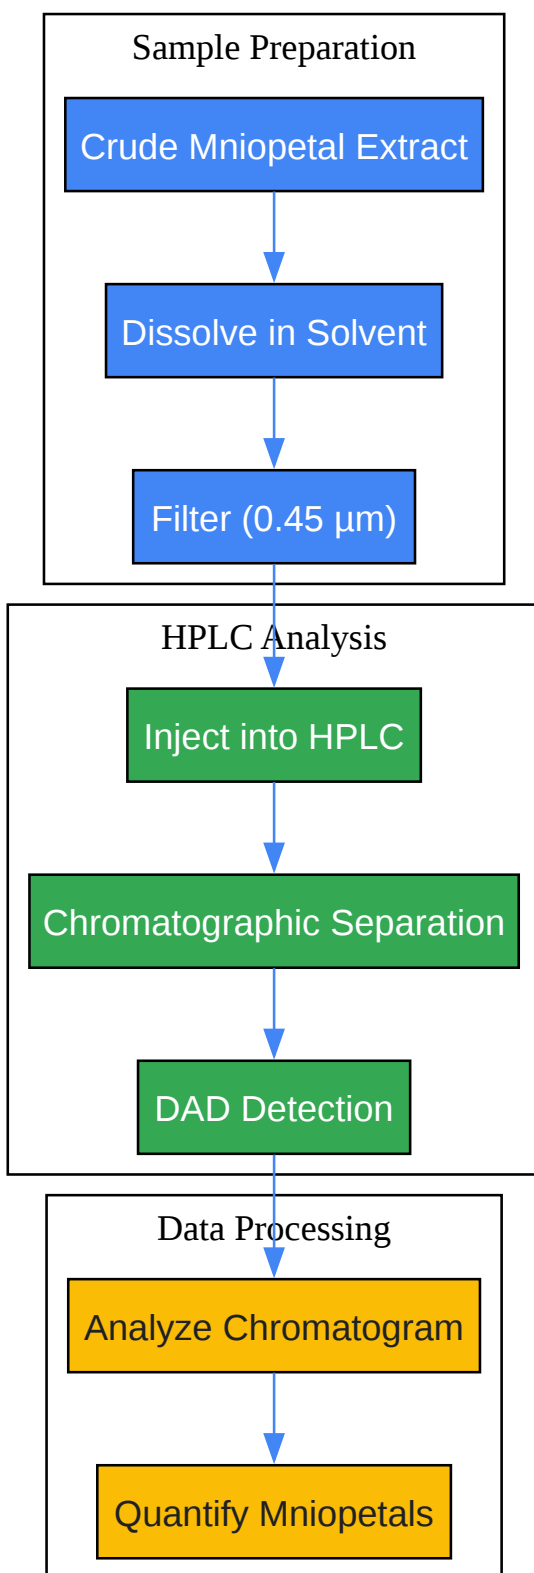 Sample Preparation
Crude Mniopetal Extract
Dissolve in Solvent
Filter (0.45 µm)
HPLC Analysis
Inject into HPLC
Chromatographic Separation
DAD Detection
Data Processing
Analyze Chromatogram
Quantify Mniopetals